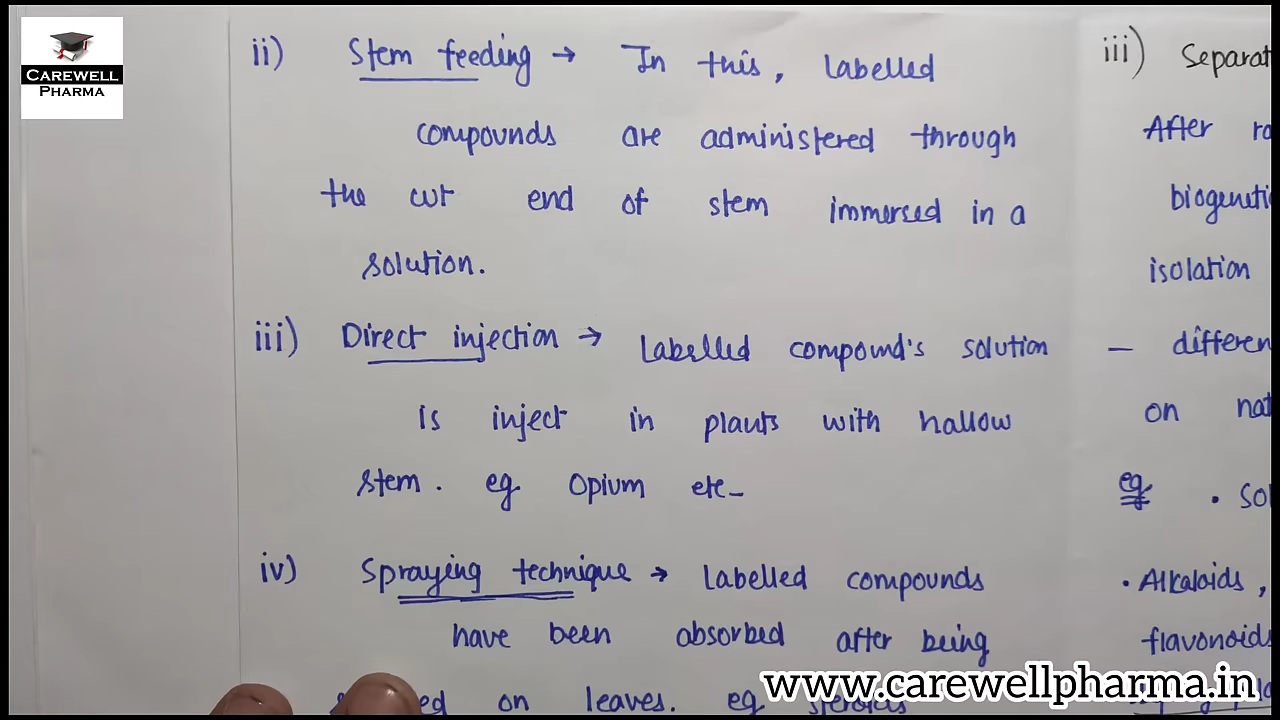 CAREWELL
PHARMA
ii) Stem feeding → In this, labelled
compounds are administered through
the cut end of stem immersed in a
solution.
iii) Direct injection → Labelled compound's solution
is inject in plants with hallow
stem. eg Opium etc-
iv) Spraying technique → Labelled compounds
have been absorbed after being
on leaves. eg steroids
iii) Separat
After
biogeneti
isolation
- differen
on nat
eg • Sol
• Alkaloids,
flavonoids
www.carewellpharma.in